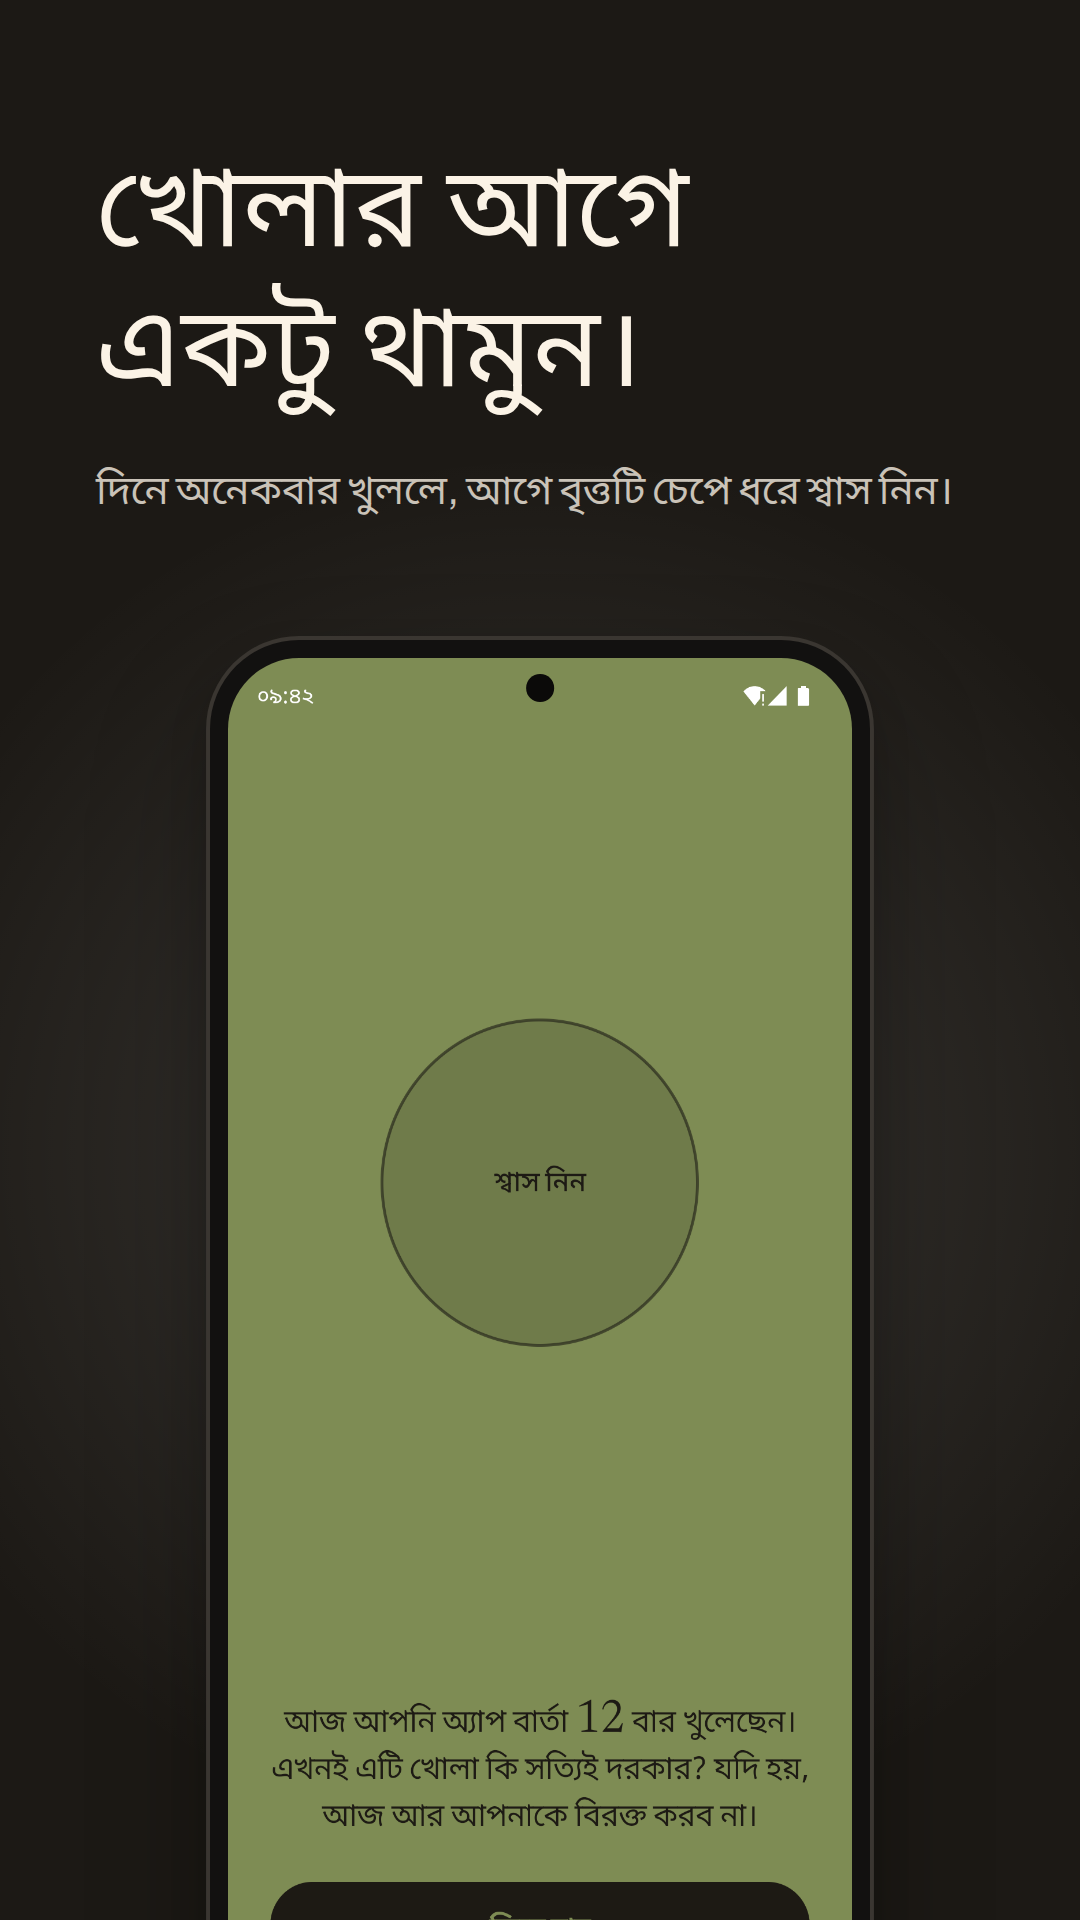 খোলার আগে
একটু থামুন।
দিনে অনেকবার খুললে, আগে বৃত্তটি চেপে ধরে শ্বাস নিন।
০৯:৪২
শ্বাস নিন
আজ আপনি অ্যাপ বার্তা 12 বার খুলেছেন।
এখনই এটি খোলা কি সত্যিই দরকার? যদি হয়,
আজ আর আপনাকে বিরক্ত করব না।